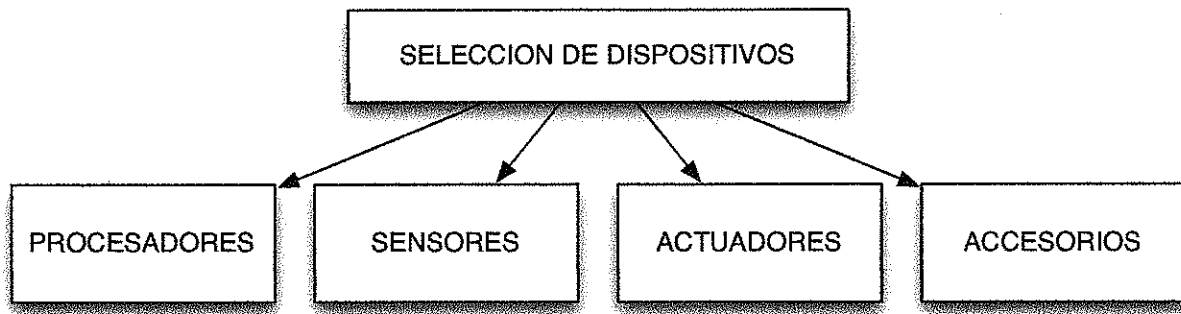 SELECCION DE DISPOSITIVOS
PROCESADORES
SENSORES
ACTUADORES
ACCESORIOS